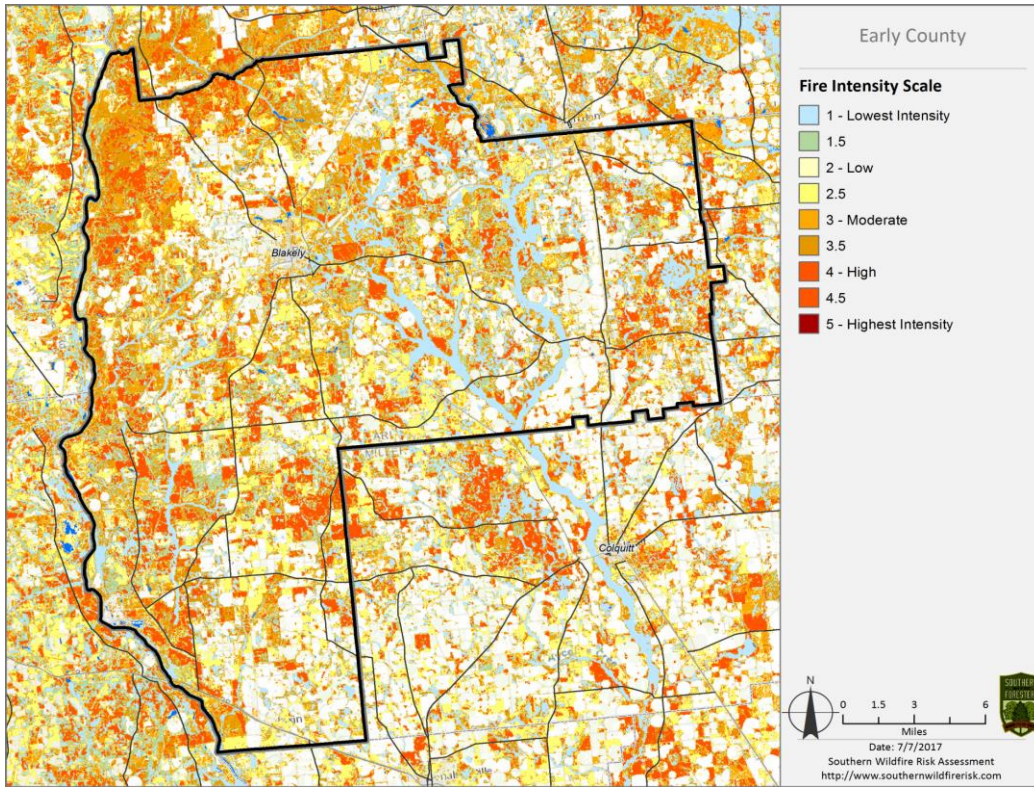 Early County
Fire Intensity Scale
1 - Lowest Intensity
1.5
2 - Low
2.5
3 - Moderate
3.5
4 - High
4.5
5 - Highest Intensity
Blakely
MILLER
Colquitt
N
0 1.5 3 6
Miles
SOUTHERN
Date: 7/7/2017
Southern Wildfire Risk Assessment
http://www.southernwildfirerisk.com